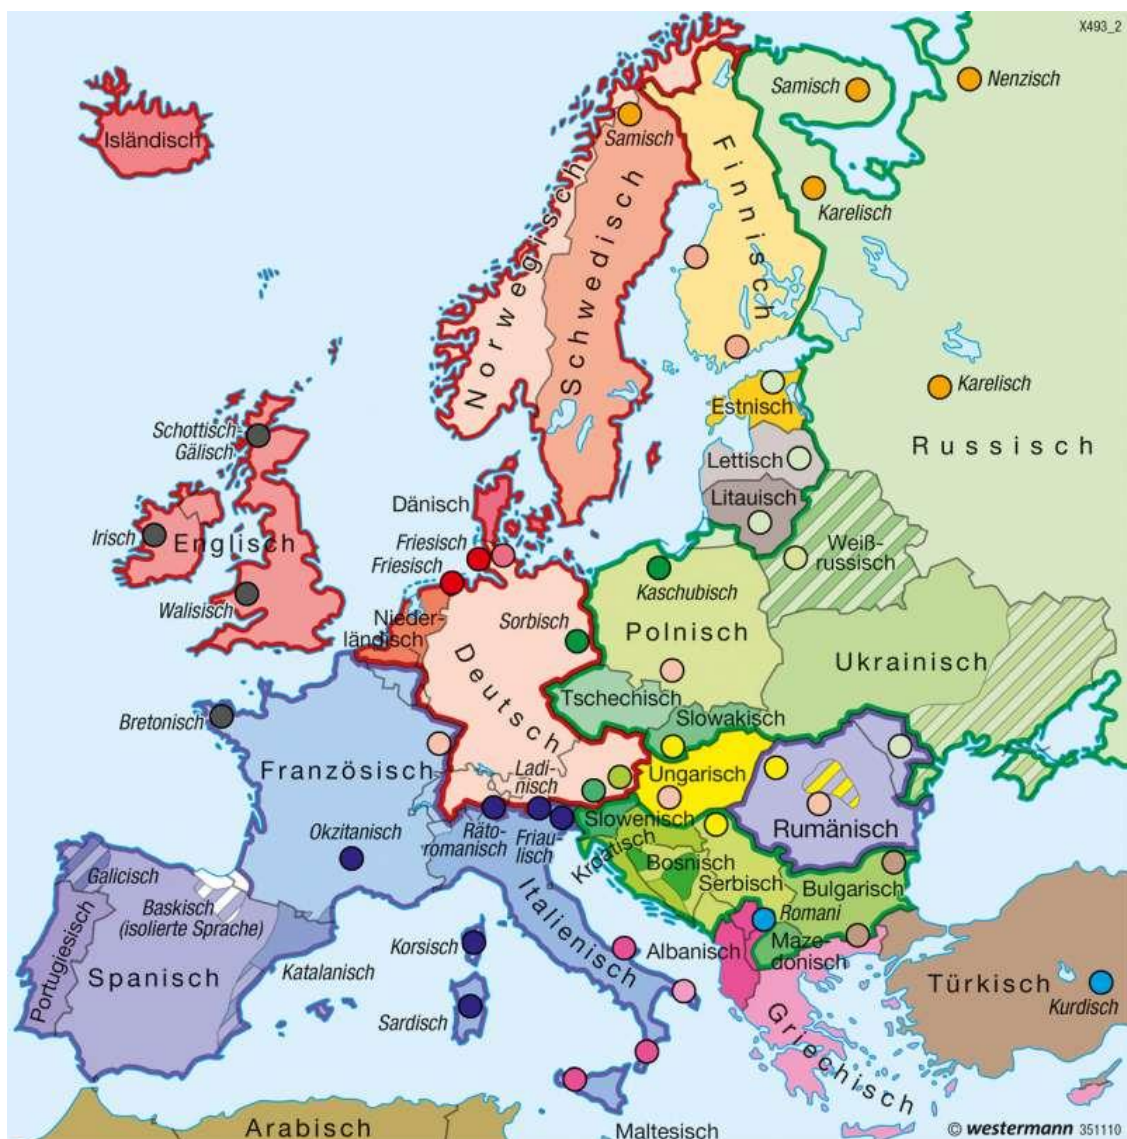 X493_2
Samisch
Nenzisch
Isländisch
Samisch
Finnisch
Karelisch
Norwegisch
Schwedisch
Karelisch
Estnisch
Russisch
Schottisch-
Gälisch
Lettisch
Litauisch
Dänisch
Irisch
Englisch
Friesisch
Friesisch
Weiß-
russisch
Kaschubisch
Walisisch
Nieder-
ländisch
Sorbisch
Polnisch
Deutsch
Ukrainisch
Tschechisch
Slowakisch
Bretonisch
Französisch
Ladi-
nisch
Ungarisch
Slowenisch
Rumänisch
Okzitanisch
Räto-
romanisch
Friau-
lisch
Kroatisch
Bosnisch
Serbisch
Bulgarisch
Galicisch
Baskisch
(isolierte Sprache)
Italienisch
Romani
Portugiesisch
Spanisch
Katalanisch
Korsisch
Albanisch
Maze-
donisch
Türkisch
Kurdisch
Sardisch
Griechisch
Arabisch
Maltesisch
© westermann 351110